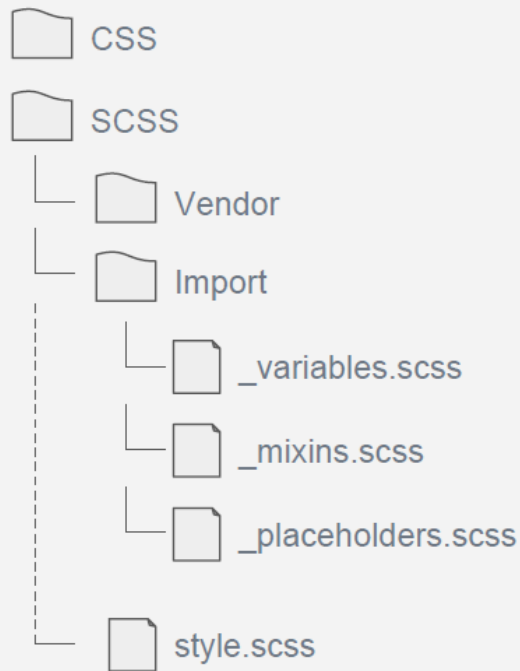 CSS
SCSS
Vendor
Import
_variables.scss
_mixins.scss
_placeholders.scss
style.scss